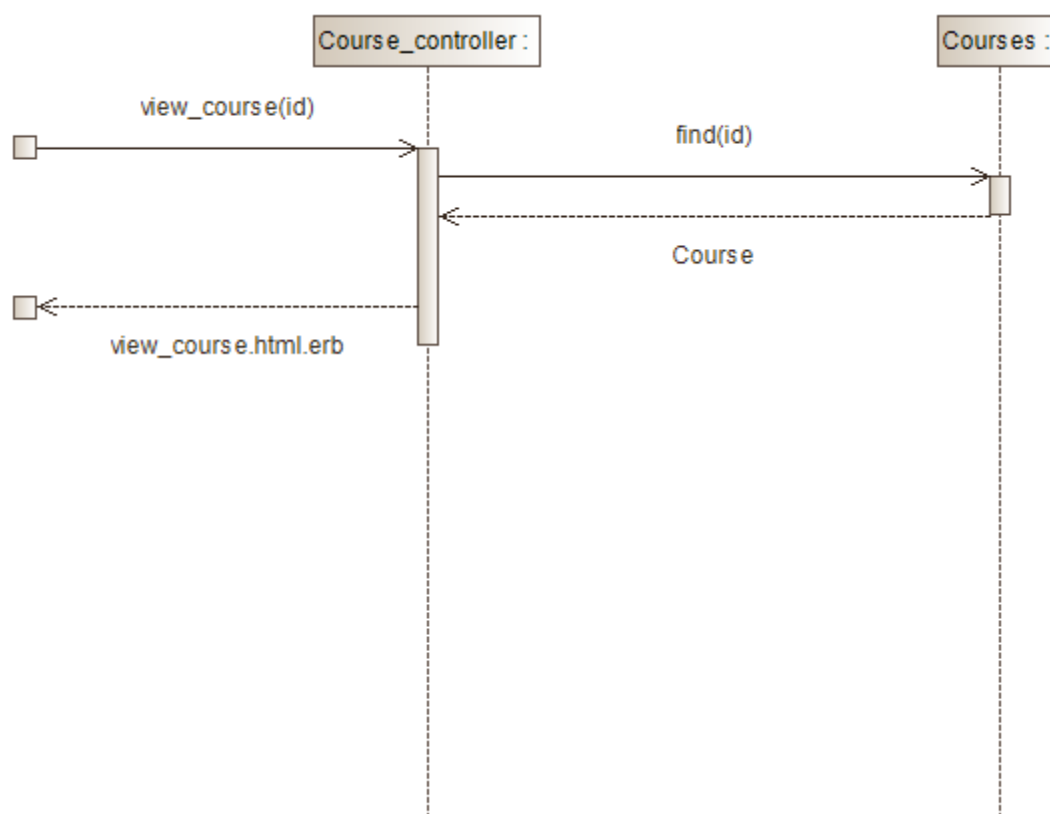 Course_controller :
Courses :
view_course(id)
find(id)
Course
view_course.html.erb